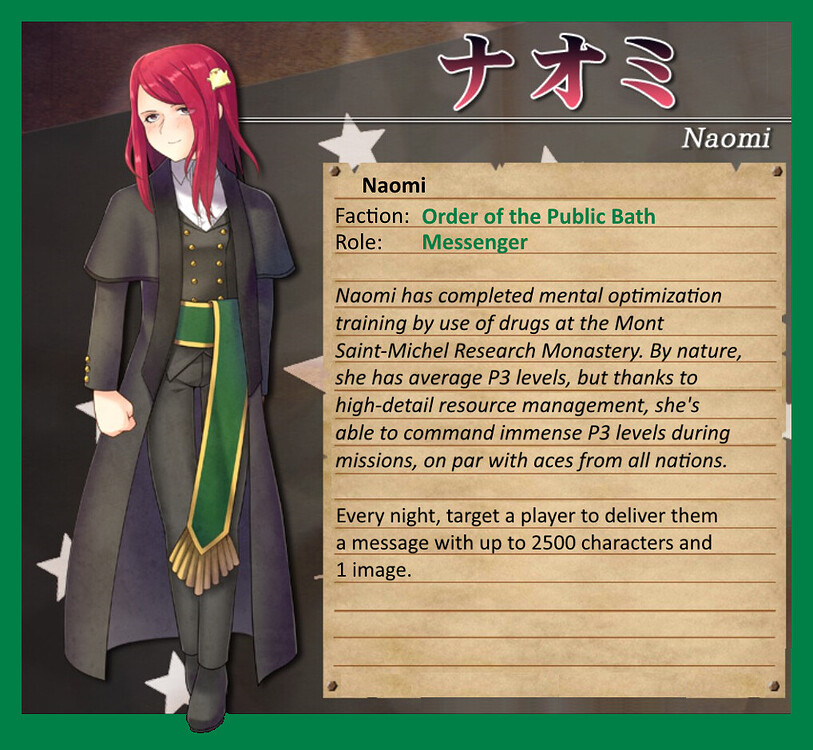 ナオミ
Naomi
Naomi
Faction: Order of the Public Bath
Role: Messenger
Naomi has completed mental optimization
training by use of drugs at the Mont
Saint-Michel Research Monastery. By nature,
she has average P3 levels, but thanks to
high-detail resource management, she's
able to command immense P3 levels during
missions, on par with aces from all nations.
Every night, target a player to deliver them
a message with up to 2500 characters and
1 image.